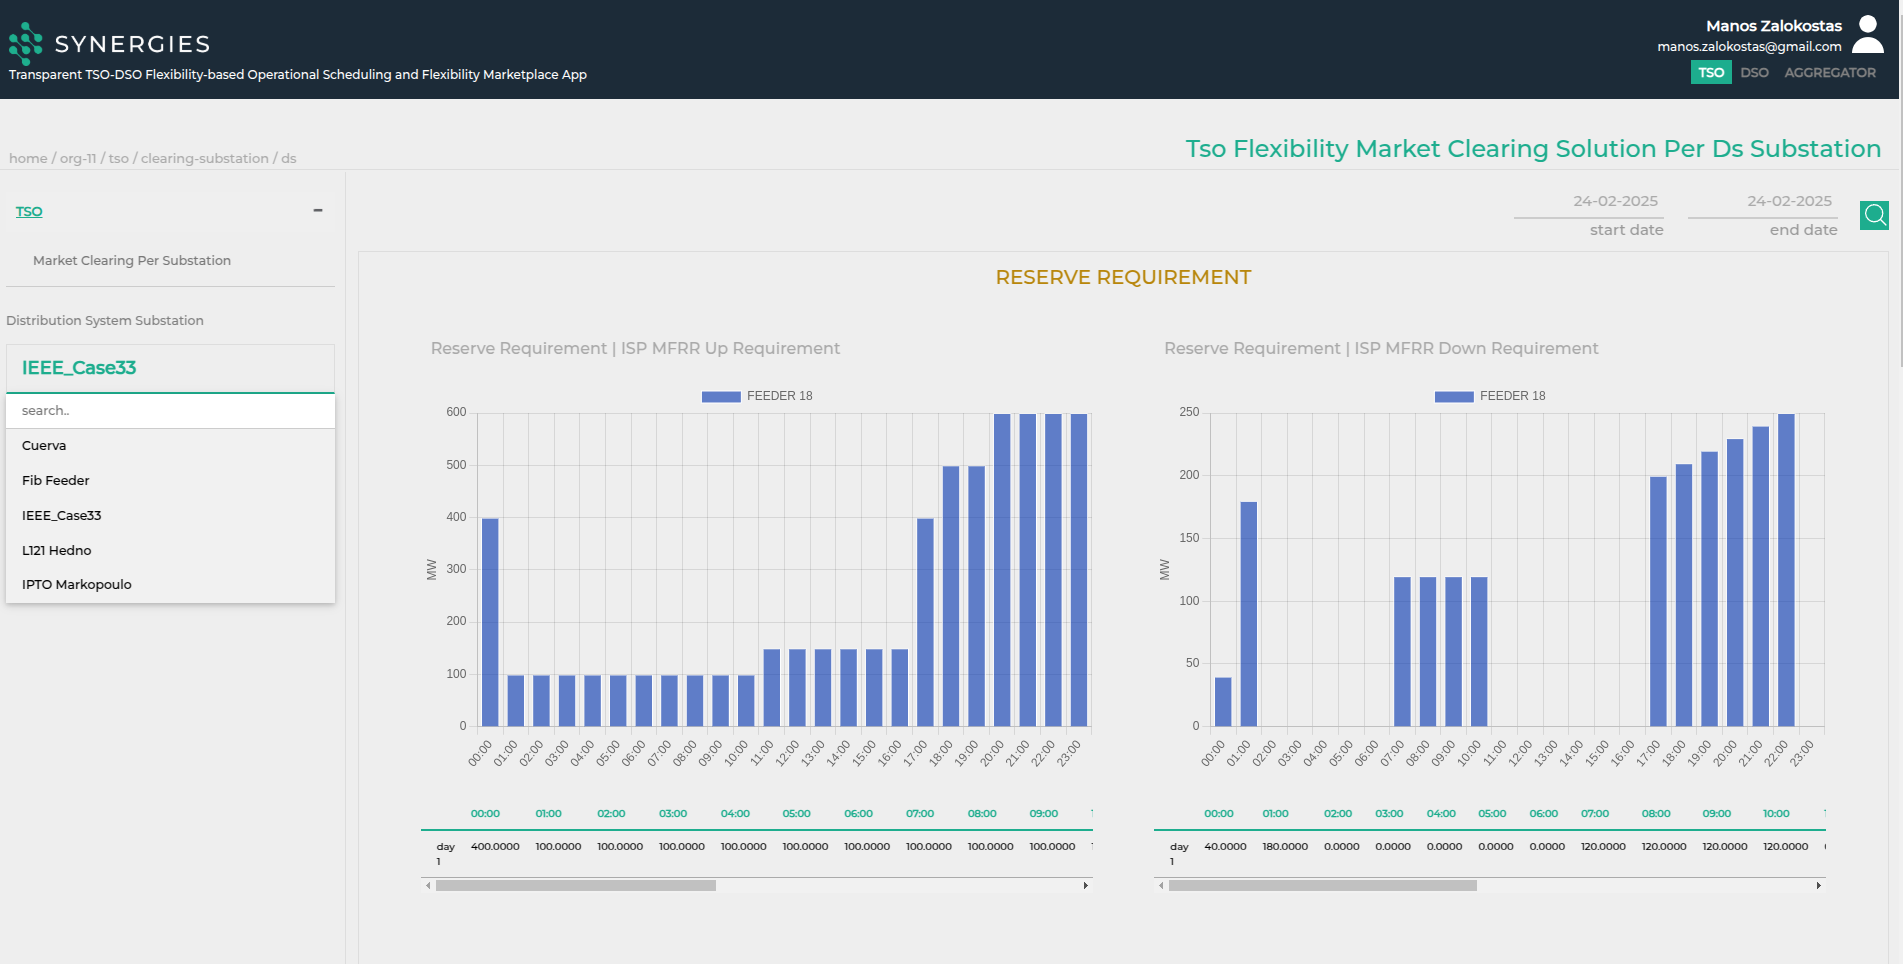 SYNERGIES
Transparent TSO-DSO Flexibility-based Operational Scheduling and Flexibility Marketplace App
Manos Zalokostas
manos.zalokostas@gmail.com
TSO DSO AGGREGATOR
home / org-11 / tso / clearing-substation / ds
Tso Flexibility Market Clearing Solution Per Ds Substation
TSO
Market Clearing Per Substation
Distribution System Substation
IEEE_Case33
search..
Cuerva
Fib Feeder
IEEE_Case33
L121 Hedno
IPTO Markopoulo
24-02-2025 24-02-2025
start date end date
RESERVE REQUIREMENT
Reserve Requirement | ISP MFRR Up Requirement
FEEDER 18
600
500
400
300
200
100
0
MW
00:00 01:00 02:00 03:00 04:00 05:00 06:00 07:00 08:00 09:00 10:00 11:00 12:00 13:00 14:00 15:00 16:00 17:00 18:00 19:00 20:00 21:00 22:00 23:00
00:00 01:00 02:00 03:00 04:00 05:00 06:00 07:00 08:00 09:00
day 400.0000 100.0000 100.0000 100.0000 100.0000 100.0000 100.0000 100.0000 100.0000 100.0000
1
Reserve Requirement | ISP MFRR Down Requirement
FEEDER 18
250
200
150
100
50
0
MW
00:00 01:00 02:00 03:00 04:00 05:00 06:00 07:00 08:00 09:00 10:00 11:00 12:00 13:00 14:00 15:00 16:00 17:00 18:00 19:00 20:00 21:00 22:00 23:00
00:00 01:00 02:00 03:00 04:00 05:00 06:00 07:00 08:00 09:00 10:00
day 40.0000 180.0000 0.0000 0.0000 0.0000 0.0000 0.0000 120.0000 120.0000 120.0000 120.0000
1